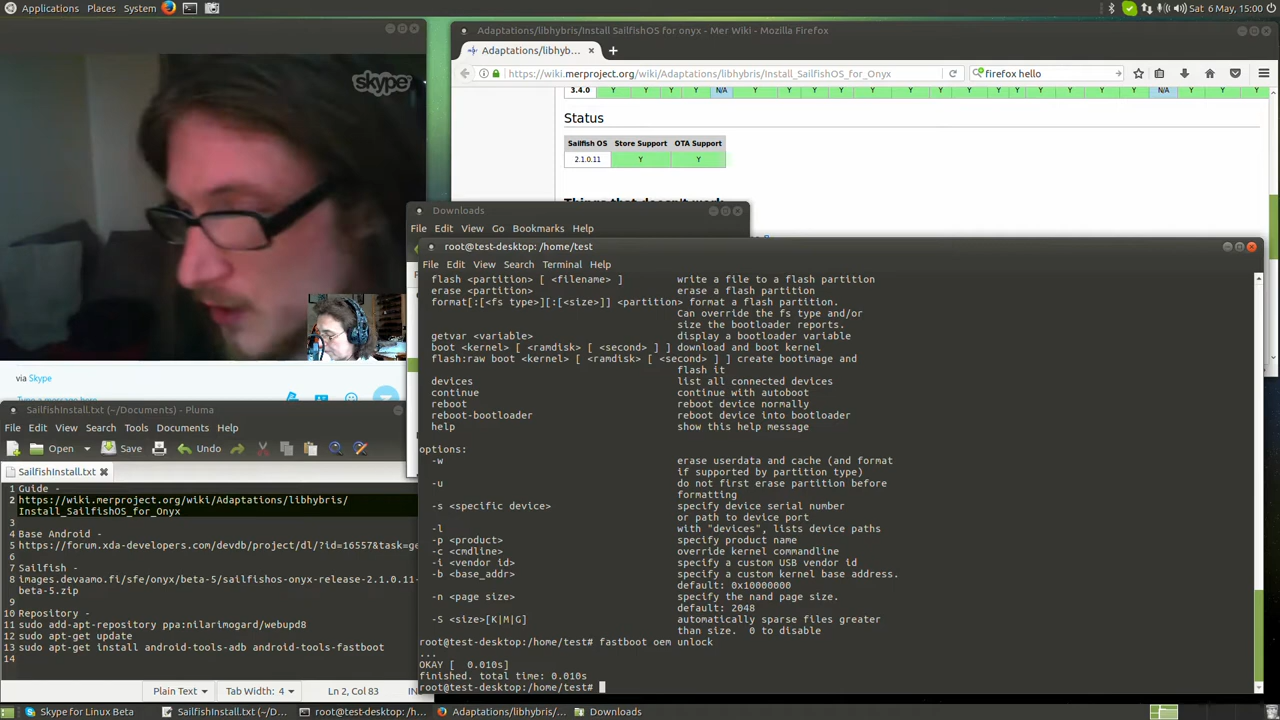 Applications Places System
Sat 6 May, 15:00
skype
via Skype
Type a message here
Adaptations/libhybris/Install SailfishOS for onyx - Mer Wiki - Mozilla Firefox
Adaptations/libhyb...
https://wiki.merproject.org/wiki/Adaptations/libhybris/Install_SailfishOS_for_Onyx
firefox hello
3.4.0 Y Y Y Y N/A Y Y Y Y Y Y Y Y Y Y Y Y N/A Y Y
Status
Sailfish OS Store Support OTA Support
2.1.0.11 Y Y
Things that doesn't work
Downloads
File Edit View Go Bookmarks Help
root@test-desktop: /home/test
File Edit View Search Terminal Help
flash <partition> [ <filename> ] write a file to a flash partition
erase <partition> erase a flash partition
format[:[<fs type>][:[<size>]] <partition> format a flash partition.
Can override the fs type and/or
size the bootloader reports.
getvar <variable> display a bootloader variable
boot <kernel> [ <ramdisk> [ <second> ] ] download and boot kernel
flash:raw boot <kernel> [ <ramdisk> [ <second> ] ] create bootimage and
flash it
devices list all connected devices
continue continue with autoboot
reboot reboot device normally
reboot-bootloader reboot device into bootloader
help show this help message
options:
-w erase userdata and cache (and format
if supported by partition type)
-u do not first erase partition before
formatting
-s <specific device> specify device serial number
or path to device port
-l with "devices", lists device paths
-p <product> specify product name
-c <cmdline> override kernel commandline
-i <vendor id> specify a custom USB vendor id
-b <base_addr> specify a custom kernel base address.
default: 0x10000000
-n <page size> specify the nand page size.
default: 2048
-S <size>[K|M|G] automatically sparse files greater
than size. 0 to disable
root@test-desktop:/home/test# fastboot oem unlock
...
OKAY [ 0.010s]
finished. total time: 0.010s
root@test-desktop:/home/test#
SailfishInstall.txt (~/Documents) - Pluma
File Edit View Search Tools Documents Help
Open Save Undo
SailfishInstall.txt
1 Guide -
2 https://wiki.merproject.org/wiki/Adaptations/libhybris/
Install_SailfishOS_for_Onyx
3
4 Base Android -
5 https://forum.xda-developers.com/devdb/project/dl/?id=16557&task=ge
6
7 Sailfish -
8 images.devaamo.fi/sfe/onyx/beta-5/sailfishos-onyx-release-2.1.0.11-
beta-5.zip
9
10 Repository -
11 sudo add-apt-repository ppa:nilarimogard/webupd8
12 sudo apt-get update
13 sudo apt-get install android-tools-adb android-tools-fastboot
14
Plain Text Tab Width: 4 Ln 2, Col 83
Skype for Linux Beta
SailfishInstall.txt (~/D...
root@test-desktop: /h...
Adaptations/libhybris/...
Downloads